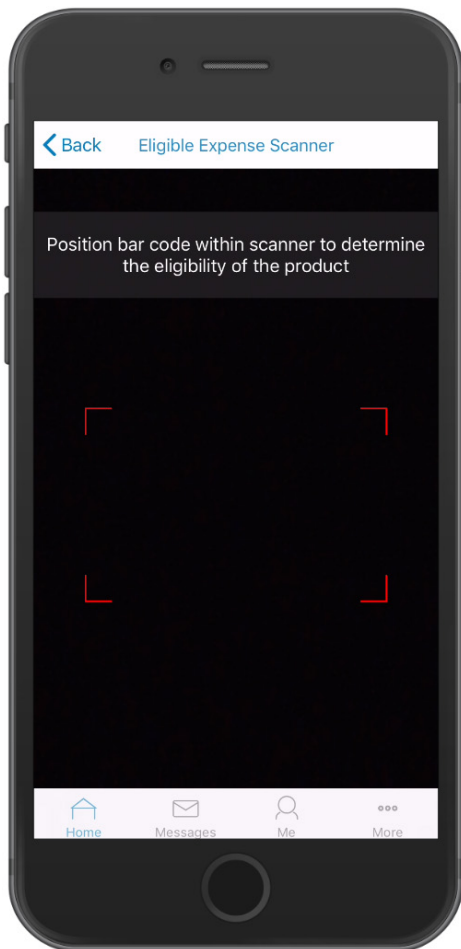 Back
Eligible Expense Scanner
Position bar code within scanner to determine
the eligibility of the product
Home
Messages
Me
More